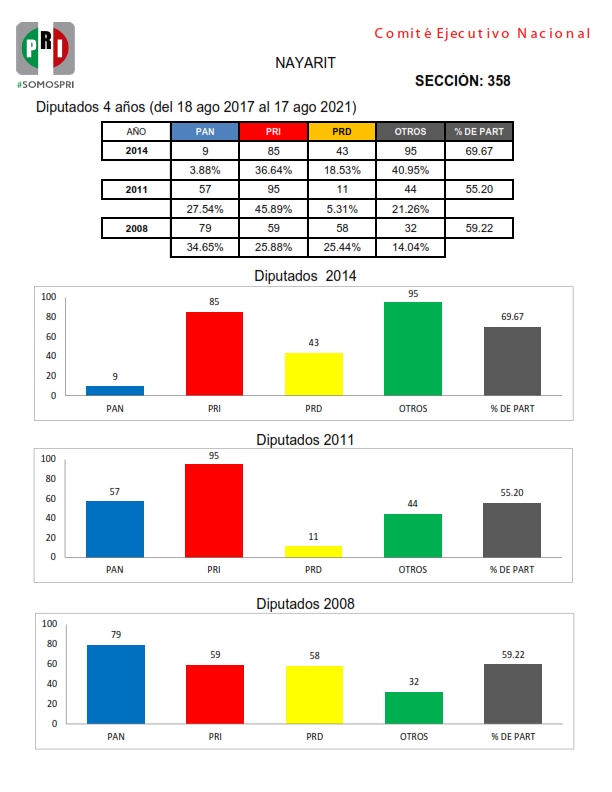 Comité Ejecutivo Nacional
PRI
#SOMOSPRI
NAYARIT
SECCIÓN: 358
Diputados 4 años (del 18 ago 2017 al 17 ago 2021)
AÑO PAN PRI PRD OTROS % DE PART
2014 9 85 43 95 69.67
3.88% 36.64% 18.53% 40.95%
2011 57 95 11 44 55.20
27.54% 45.89% 5.31% 21.26%
2008 79 59 58 32 59.22
34.65% 25.88% 25.44% 14.04%
Diputados 2014
100
80
60
40
20
0
9 85 43 95 69.67
PAN PRI PRD OTROS % DE PART
Diputados 2011
100
80
60
40
20
0
57 95 11 44 55.20
PAN PRI PRD OTROS % DE PART
Diputados 2008
100
80
60
40
20
0
79 59 58 32 59.22
PAN PRI PRD OTROS % DE PART